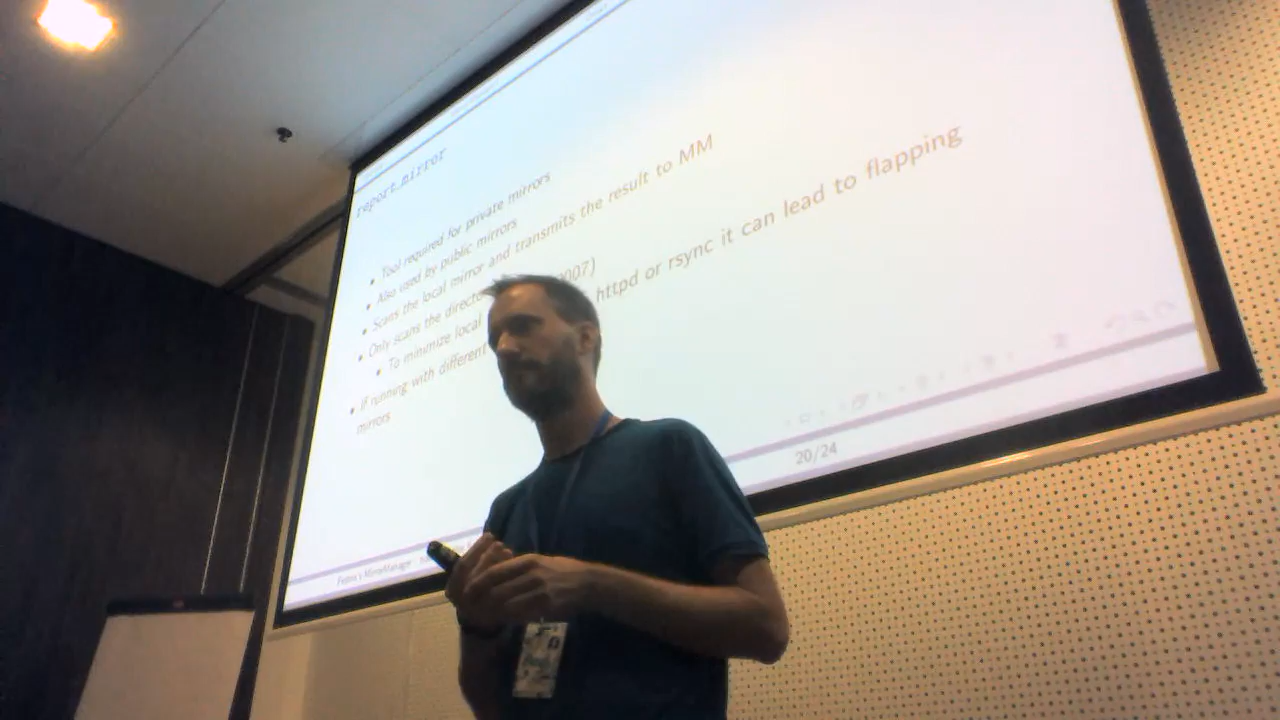 report_mirror
• Tool required for private mirrors
• Also used by public mirrors
• Scans the local mirror and transmits the result to MM
• Only scans the 2007)
• To minimize local
• If running with different httpd or rsync it can lead to flapping
mirrors
20/24
Fedora's MirrorManager